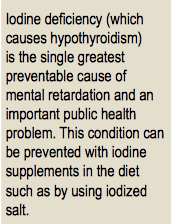 Iodine deficiency (which
causes hypothyroidism)
is the single greatest
preventable cause of
mental retardation and an
important public health
problem. This condition can
be prevented with iodine
supplements in the diet
such as by using iodized
salt.